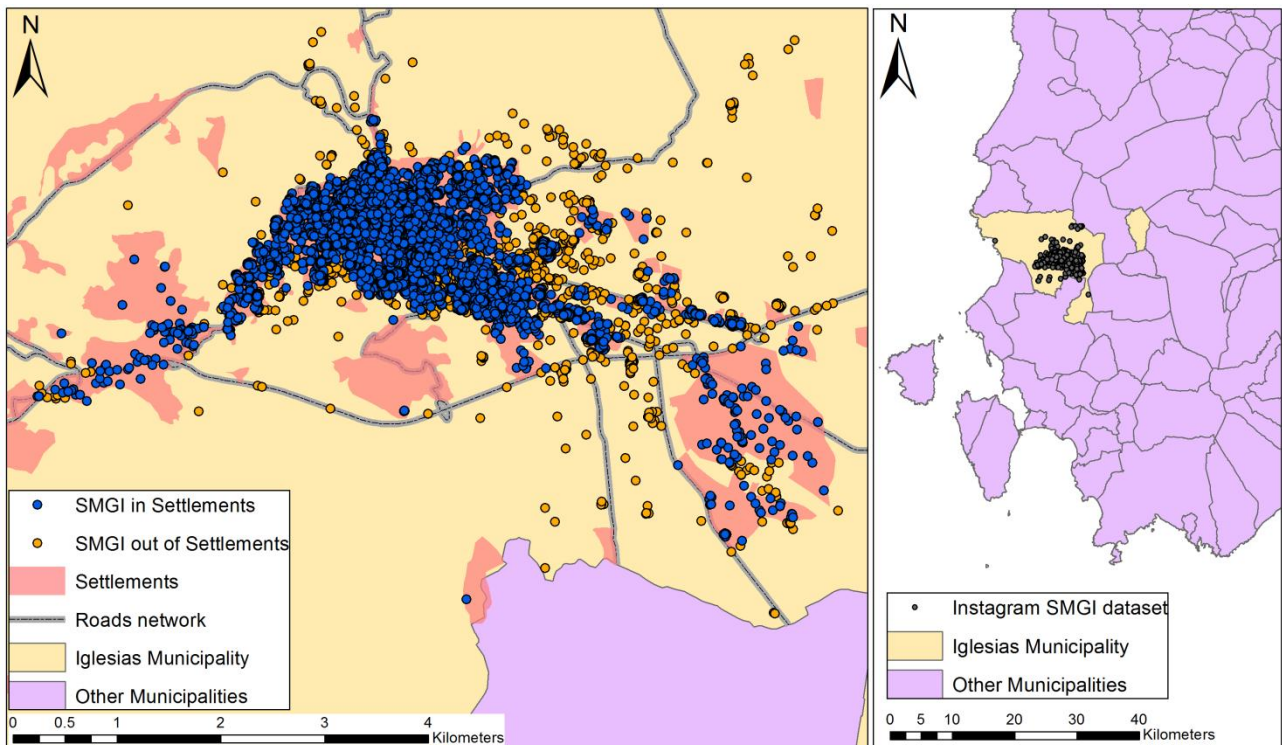 N
SMGI in Settlements
SMGI out of Settlements
Settlements
Roads network
Iglesias Municipality
Other Municipalities
0 0.5 1 2 3 4
Kilometers
N
Instagram SMGI dataset
Iglesias Municipality
Other Municipalities
0 5 10 20 30 40
Kilometers